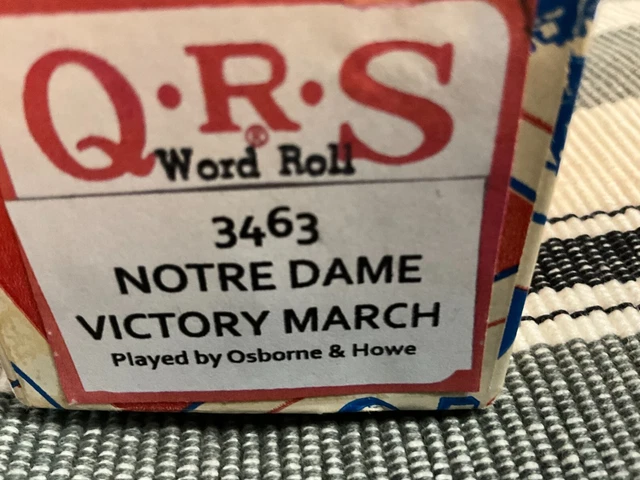 Q·R·S®
Word Roll
3463
NOTRE DAME
VICTORY MARCH
Played by Osborne & Howe